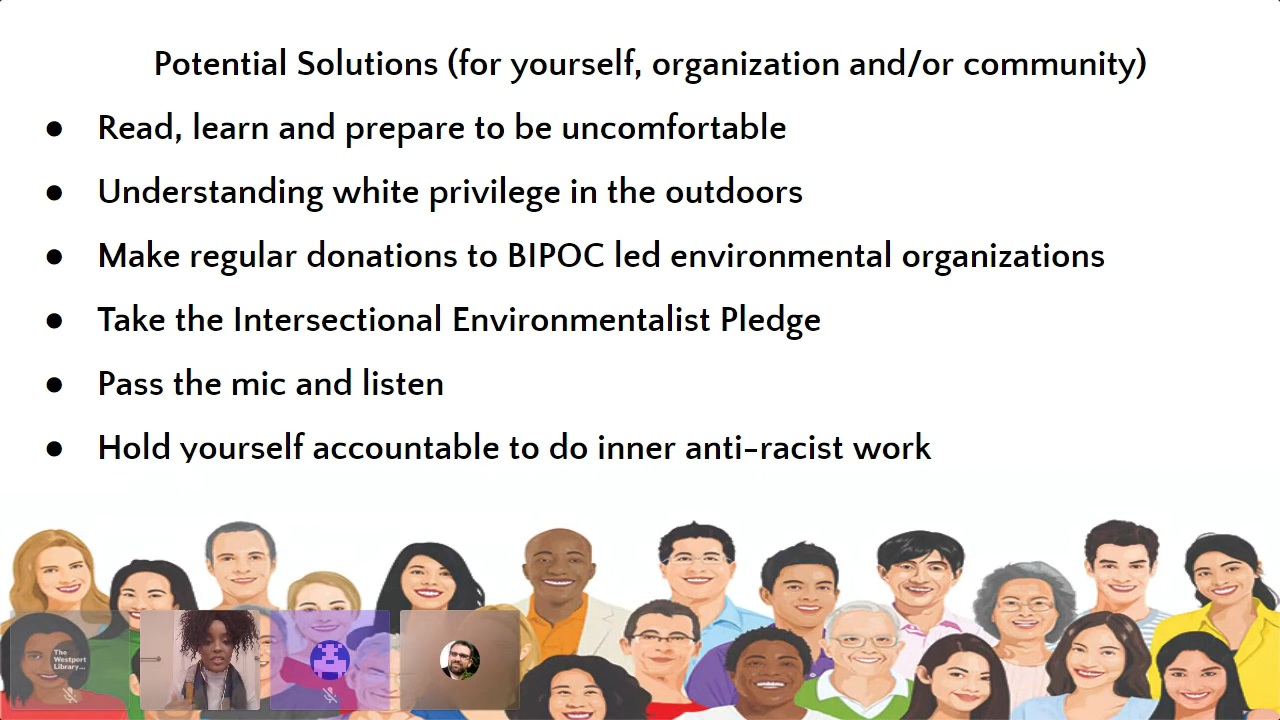 Potential Solutions (for yourself, organization and/or community)
● Read, learn and prepare to be uncomfortable
● Understanding white privilege in the outdoors
● Make regular donations to BIPOC led environmental organizations
● Take the Intersectional Environmentalist Pledge
● Pass the mic and listen
● Hold yourself accountable to do inner anti-racist work
The
Westport
Library...